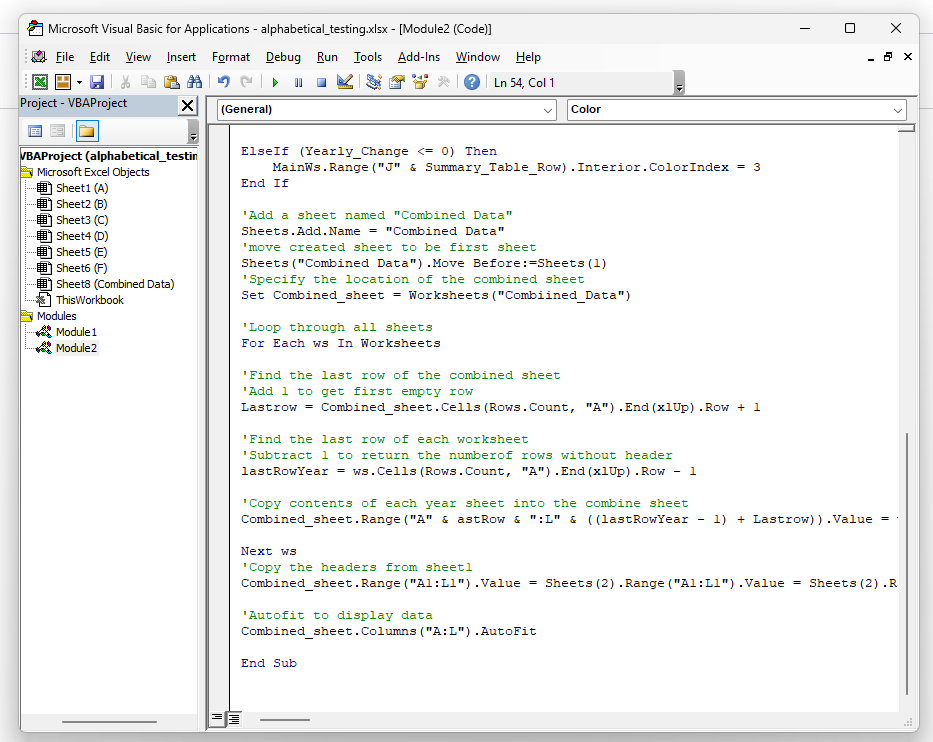 Microsoft Visual Basic for Applications - alphabetical_testing.xlsx - [Module2 (Code)]
File Edit View Insert Format Debug Run Tools Add-Ins Window Help
Ln 54, Col 1
Project - VBAProject
(General) Color
VBAProject (alphabetical_testin
Microsoft Excel Objects
Sheet1 (A)
Sheet2 (B)
Sheet3 (C)
Sheet4 (D)
Sheet5 (E)
Sheet6 (F)
Sheet8 (Combined Data)
ThisWorkbook
Modules
Module1
Module2
ElseIf (Yearly_Change <= 0) Then
    MainWs.Range("J" & Summary_Table_Row).Interior.ColorIndex = 3
End If
'Add a sheet named "Combined Data"
Sheets.Add.Name = "Combined Data"
'move created sheet to be first sheet
Sheets("Combined Data").Move Before:=Sheets(1)
'Specify the location of the combined sheet
Set Combined_sheet = Worksheets("Combiined_Data")
'Loop through all sheets
For Each ws In Worksheets
'Find the last row of the combined sheet
'Add 1 to get first empty row
Lastrow = Combined_sheet.Cells(Rows.Count, "A").End(xlUp).Row + 1
'Find the last row of each worksheet
'Subtract 1 to return the numberof rows without header
lastRowYear = ws.Cells(Rows.Count, "A").End(xlUp).Row - 1
'Copy contents of each year sheet into the combine sheet
Combined_sheet.Range("A" & astRow & ":L" & ((lastRowYear - 1) + Lastrow)).Value =
Next ws
'Copy the headers from sheet1
Combined_sheet.Range("A1:L1").Value = Sheets(2).Range("A1:L1").Value = Sheets(2).R
'Autofit to display data
Combined_sheet.Columns("A:L").AutoFit
End Sub